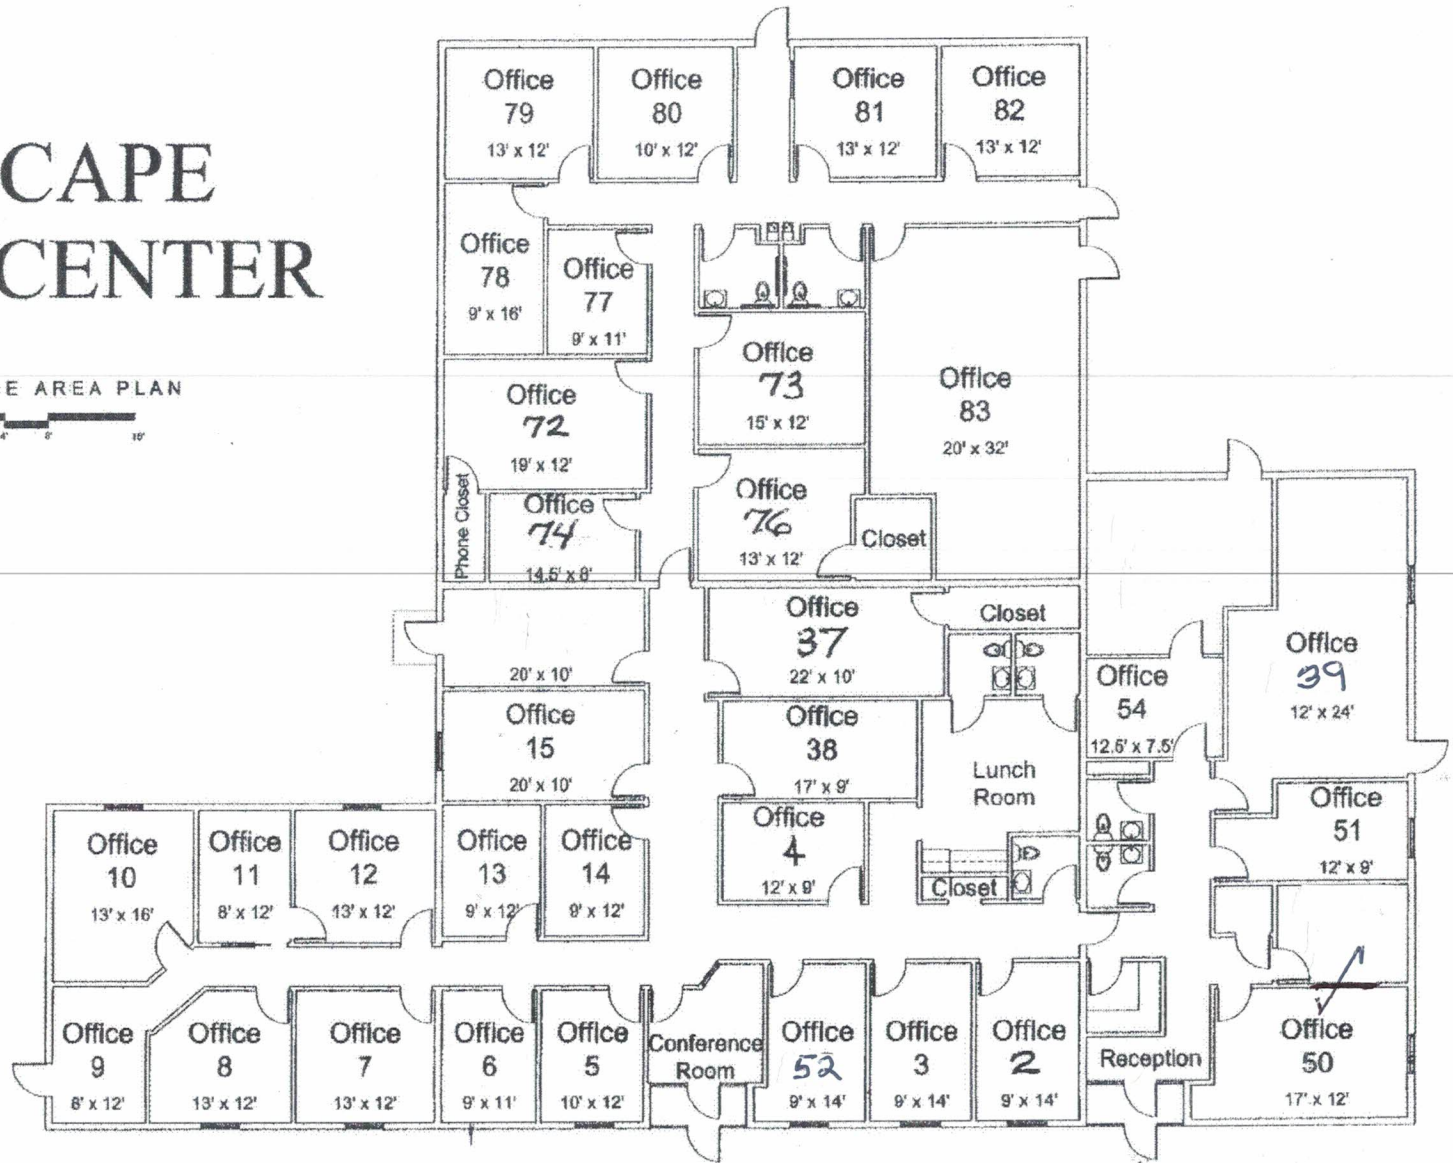 CAPE
CENTER
E AREA PLAN
4' 8' 16'
Office
79
13' x 12'
Office
80
10' x 12'
Office
81
13' x 12'
Office
82
13' x 12'
Office
78
9' x 16'
Office
77
9' x 11'
Office
72
19' x 12'
Office
73
15' x 12'
Office
83
20' x 32'
Phone Closet
Office
74
14.5' x 8'
Office
76
13' x 12'
Closet
20' x 10'
Office
37
22' x 10'
Closet
Office
54
12.5' x 7.5'
Office
39
12' x 24'
Office
15
20' x 10'
Office
38
17' x 9'
Lunch
Room
Office
4
12' x 9'
Closet
Office
51
12' x 9'
Office
10
13' x 16'
Office
11
8' x 12'
Office
12
13' x 12'
Office
13
9' x 12'
Office
14
9' x 12'
Office
9
8' x 12'
Office
8
13' x 12'
Office
7
13' x 12'
Office
6
9' x 11'
Office
5
10' x 12'
Conference
Room
Office
52
9' x 14'
Office
3
9' x 14'
Office
2
9' x 14'
Reception
Office
50
17' x 12'